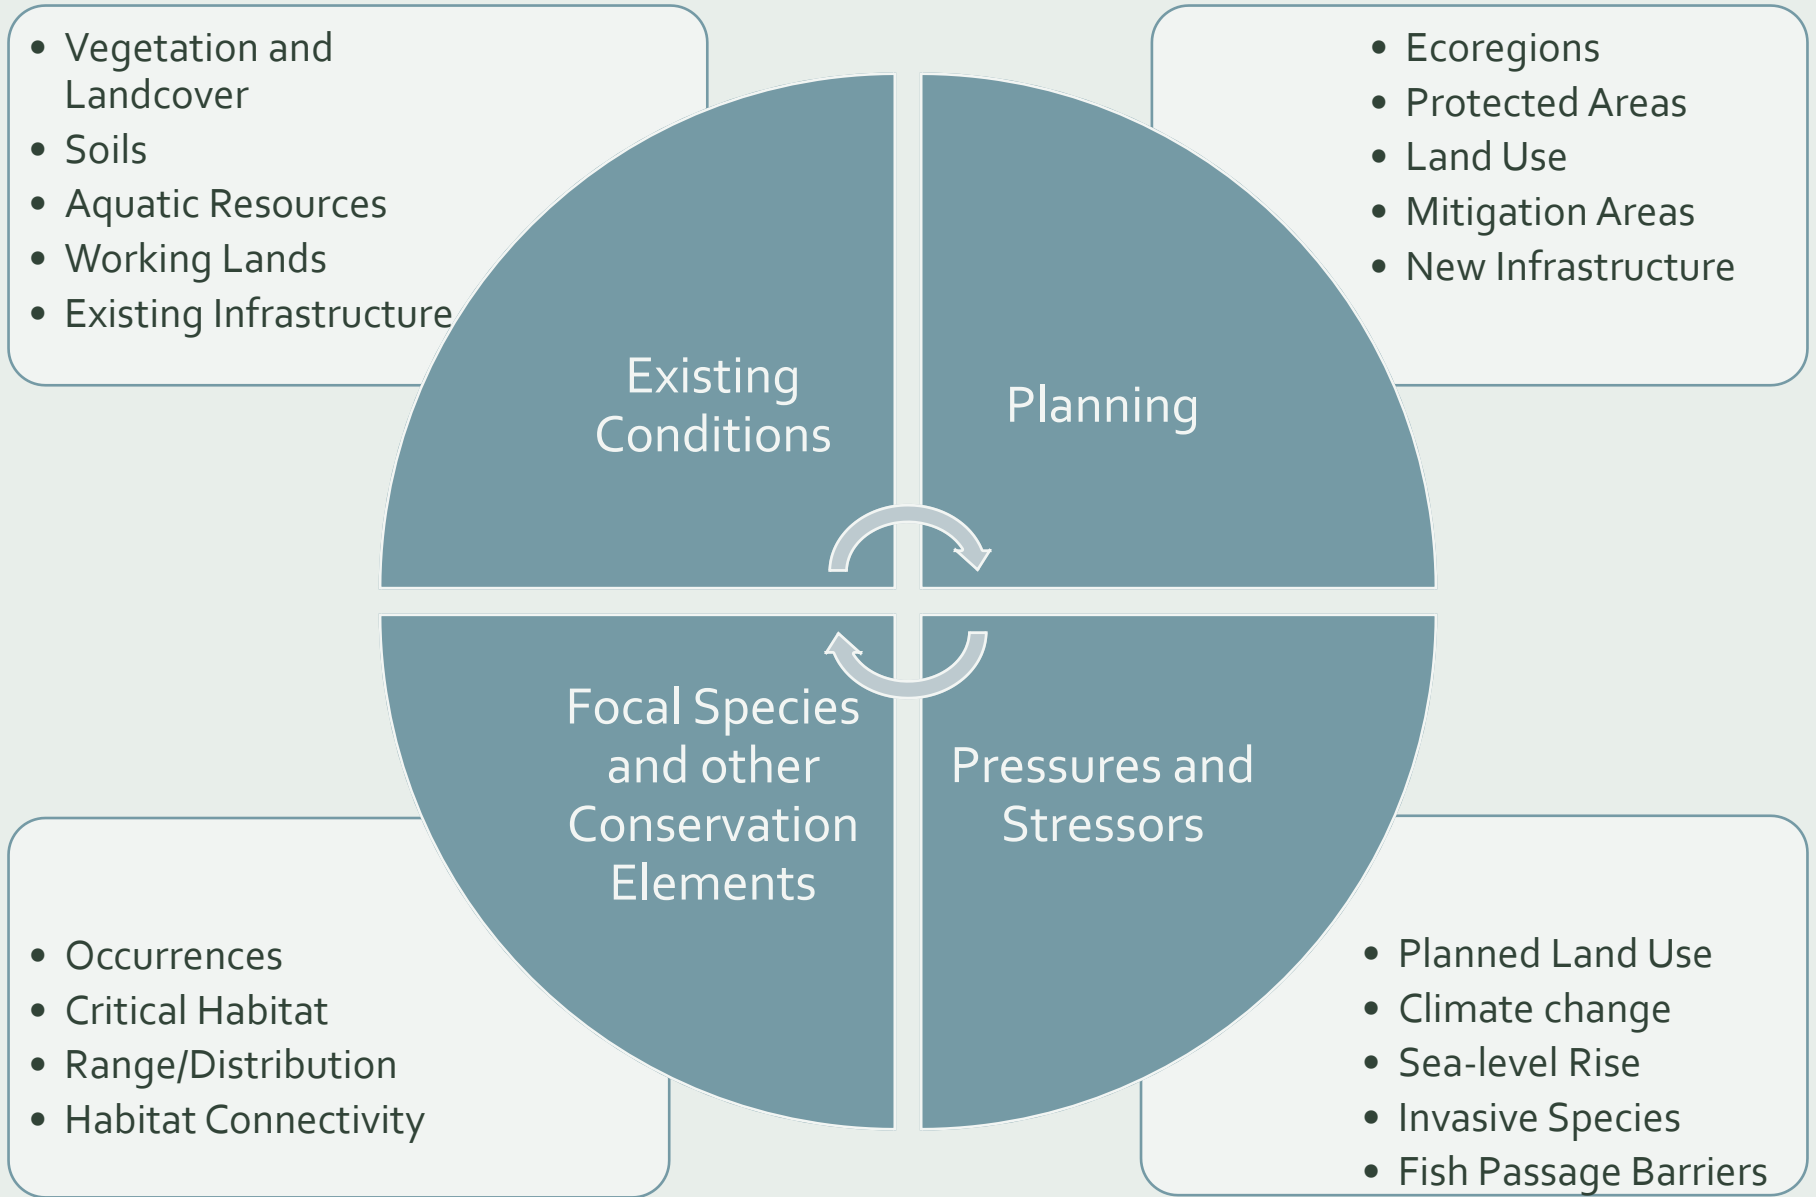 • Vegetation and
Landcover
• Soils
• Aquatic Resources
• Working Lands
• Existing Infrastructure
• Ecoregions
• Protected Areas
• Land Use
• Mitigation Areas
• New Infrastructure
Existing
Conditions
Planning
Focal Species
and other
Conservation
Elements
Pressures and
Stressors
• Occurrences
• Critical Habitat
• Range/Distribution
• Habitat Connectivity
• Planned Land Use
• Climate change
• Sea-level Rise
• Invasive Species
• Fish Passage Barriers